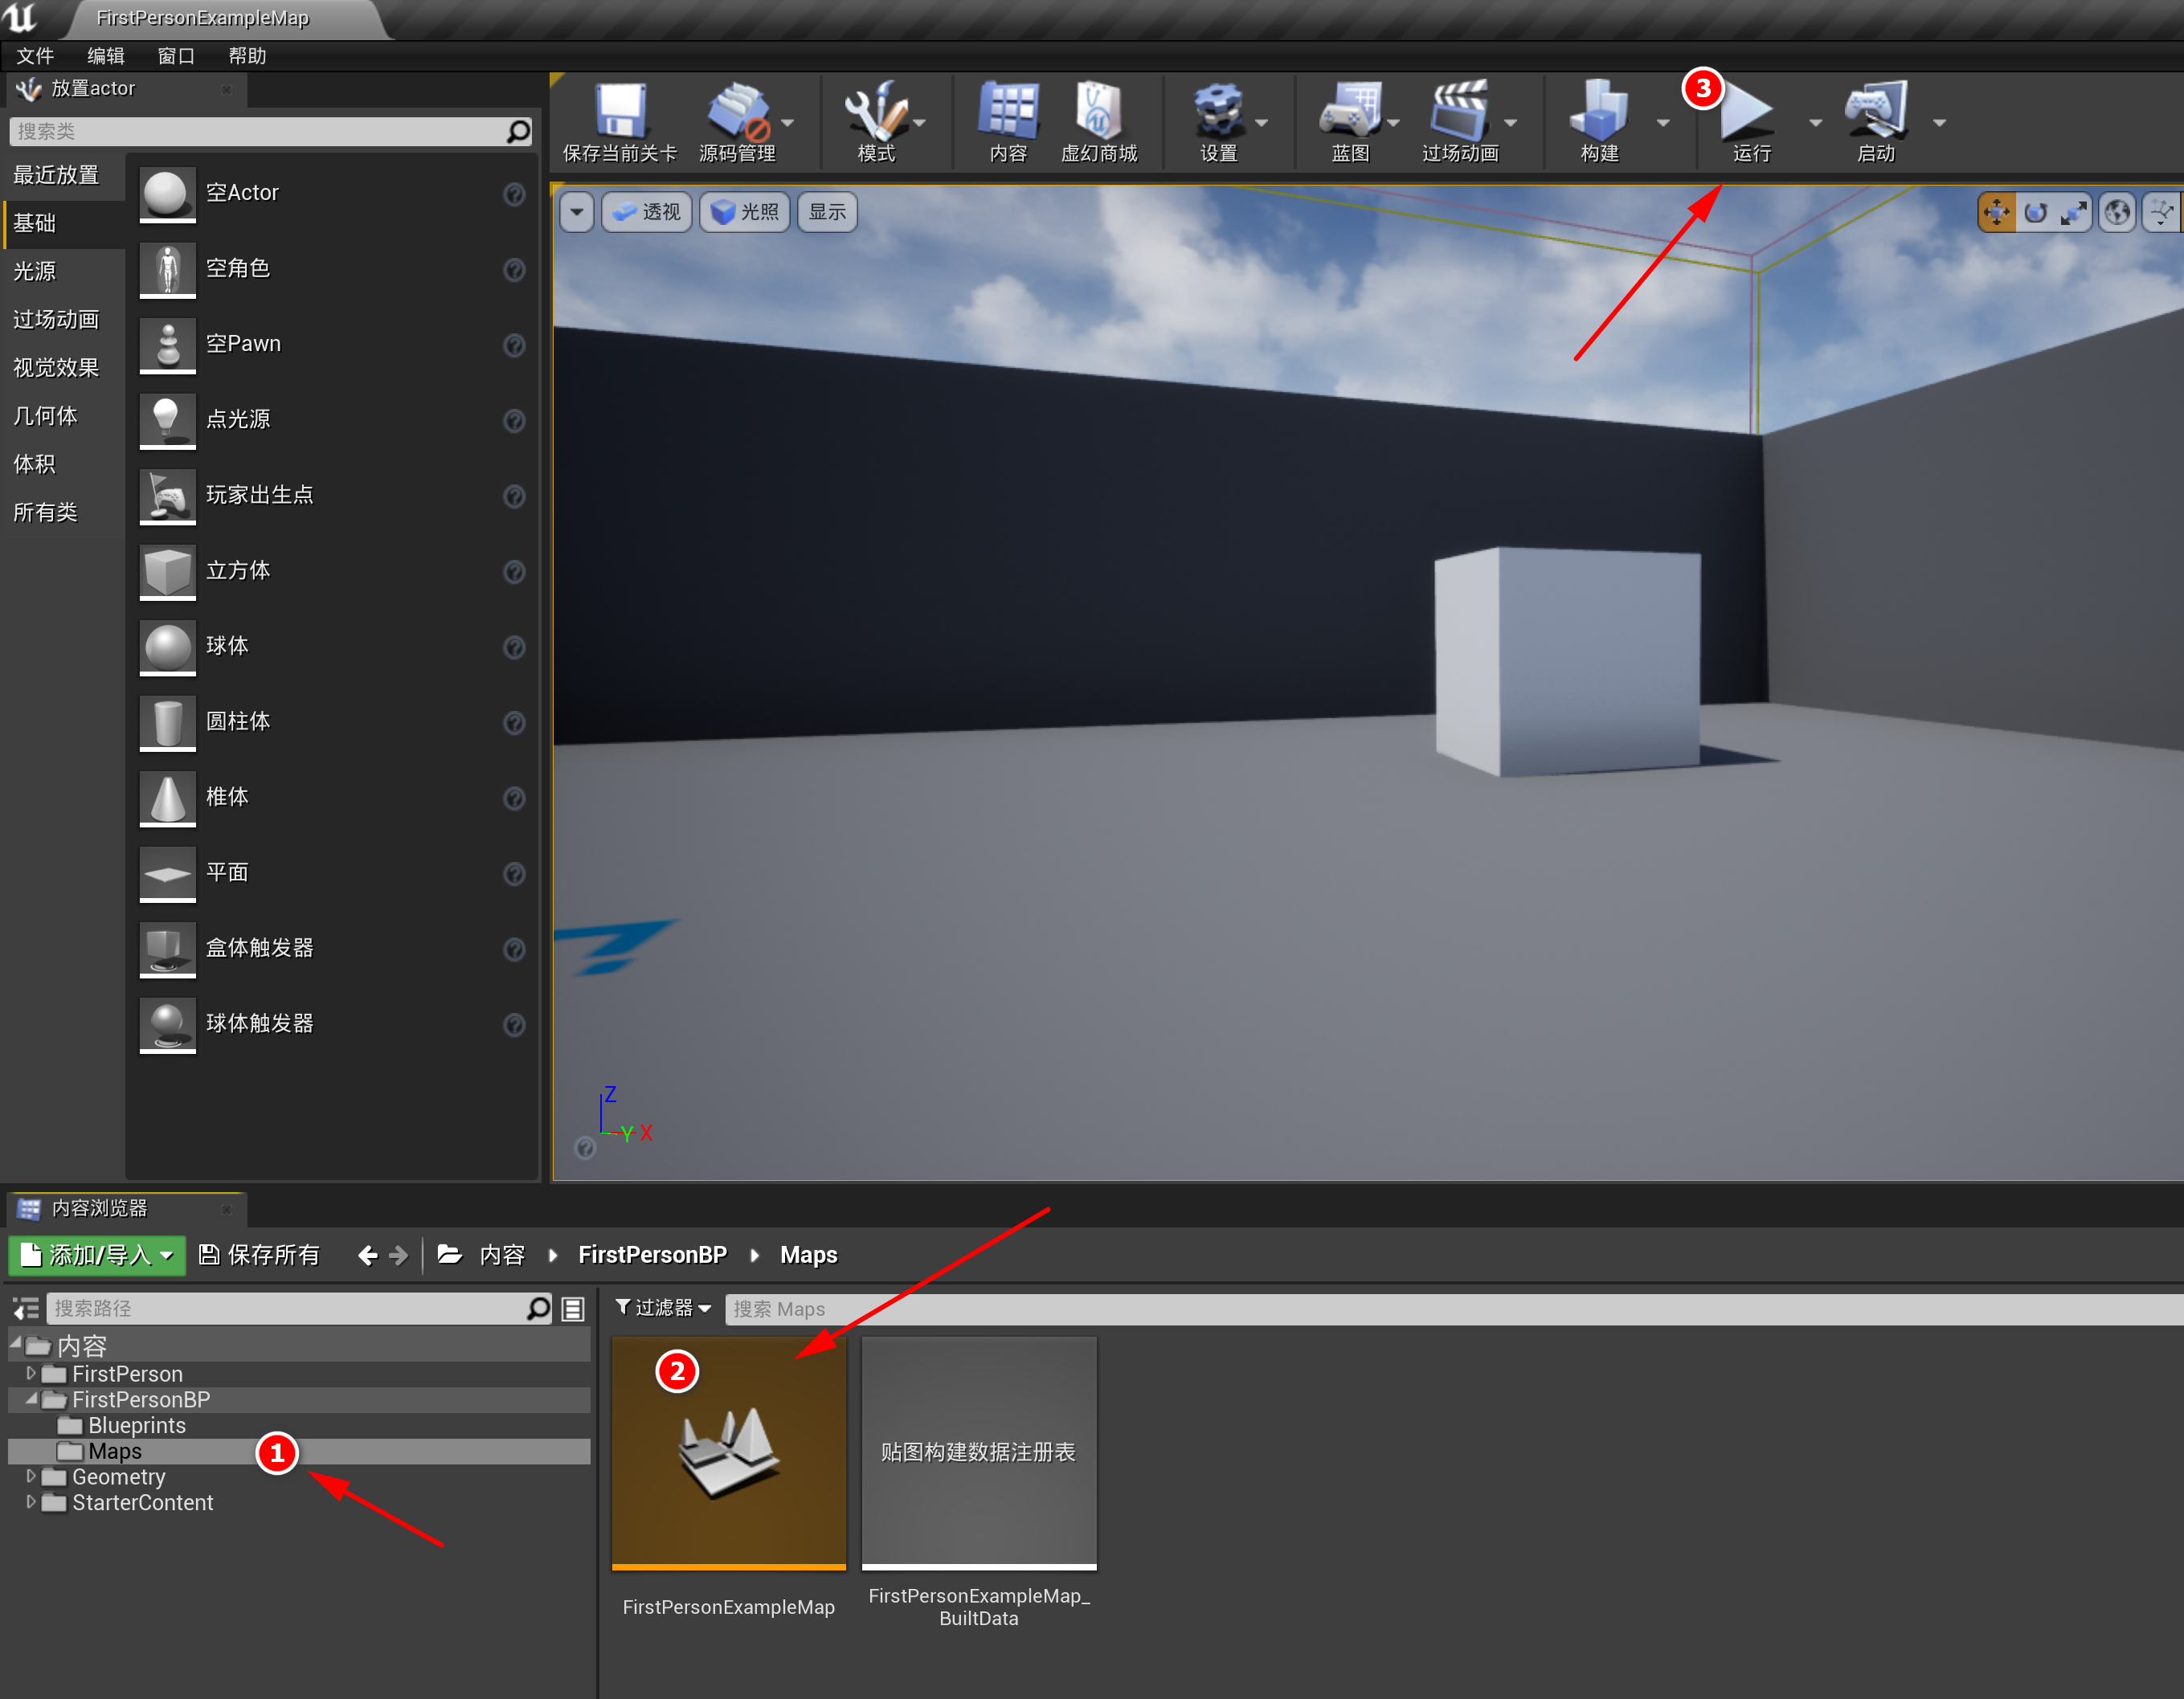 FirstPersonExampleMap
文件 编辑 窗口 帮助
放置actor
搜索类
最近放置
基础
光源
过场动画
视觉效果
几何体
体积
所有类
空Actor
空角色
空Pawn
点光源
玩家出生点
立方体
球体
圆柱体
椎体
平面
盒体触发器
球体触发器
保存当前关卡 源码管理 模式 内容 虚幻商城 设置 蓝图 过场动画 构建 运行 启动
3
透视 光照 显示
Z
Y X
内容浏览器
添加/导入 保存所有 内容 FirstPersonBP Maps
搜索路径
内容
FirstPerson
FirstPersonBP
Blueprints
Maps
1
Geometry
StarterContent
过滤器 搜索 Maps
2
贴图构建数据注册表
FirstPersonExampleMap
FirstPersonExampleMap_
BuiltData